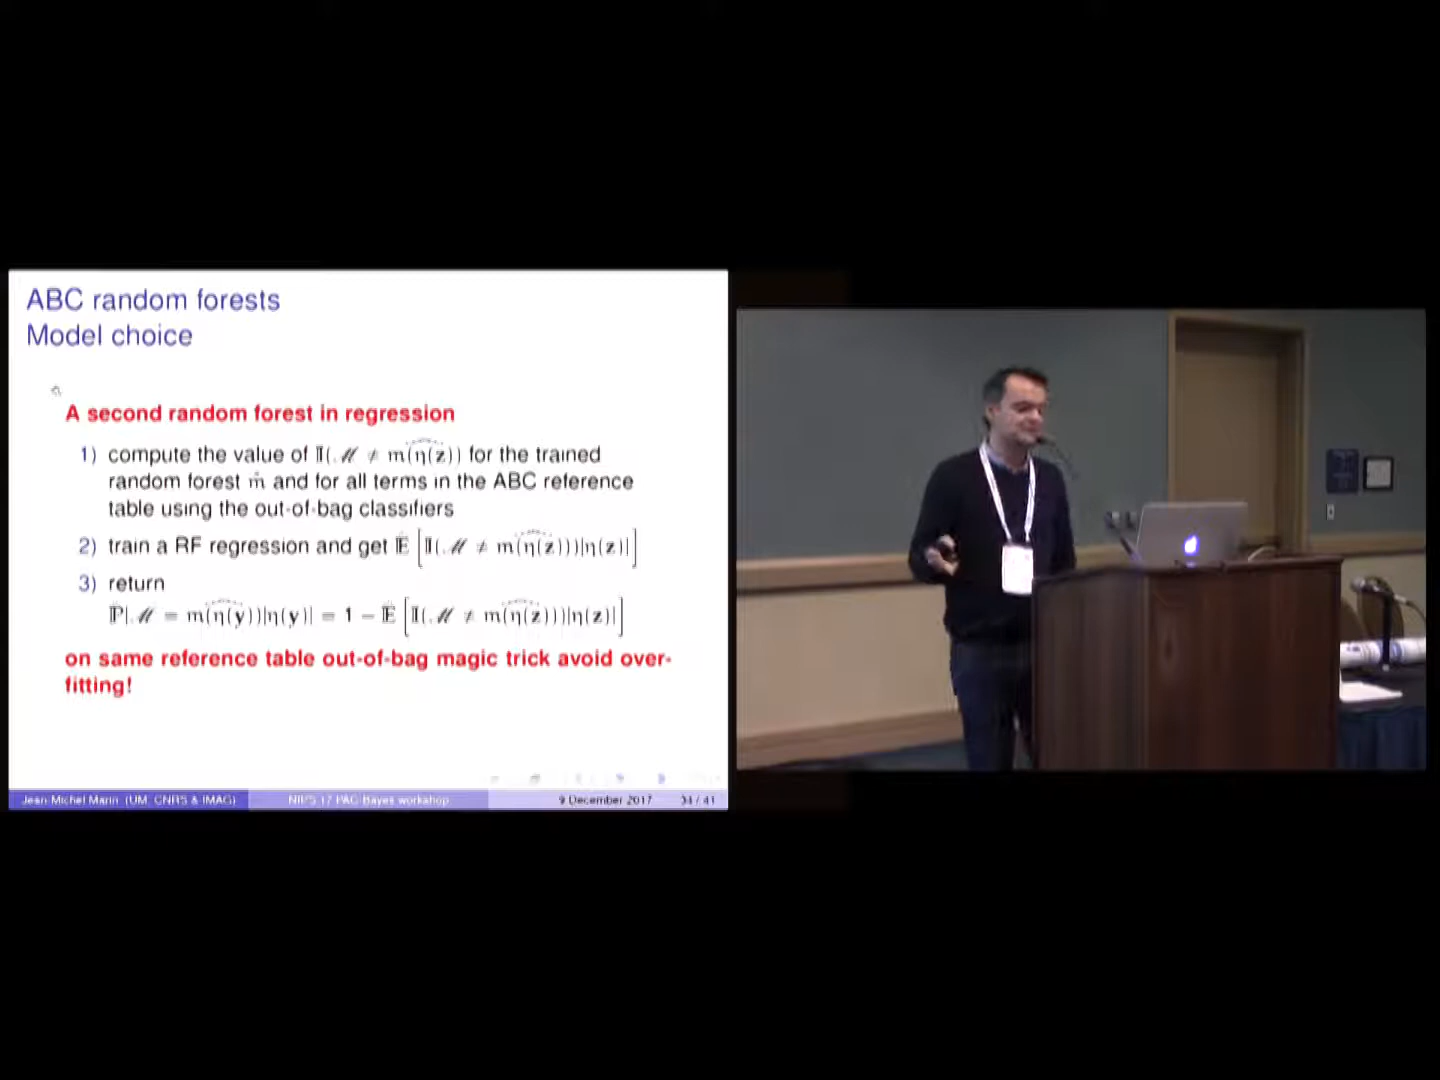 ABC random forests
Model choice
A second random forest in regression
1) compute the value of 𝕀(ℳ ≠ m̂(η(z))) for the trained
random forest m̂ and for all terms in the ABC reference
table using the out-of-bag classifiers
2) train a RF regression and get 𝔼̂ [𝕀(ℳ ≠ m̂(η(z)))|η(z)]
3) return
ℙ̂[ℳ = m̂(η(y))|η(y)] = 1 − 𝔼̂ [𝕀(ℳ ≠ m̂(η(z)))|η(z)]
on same reference table out-of-bag magic trick avoid over-
fitting!
Jean-Michel Marin (UM, CNRS & IMAG) NIPS 17 PAC-Bayes workshop 9 December 2017 34 / 41